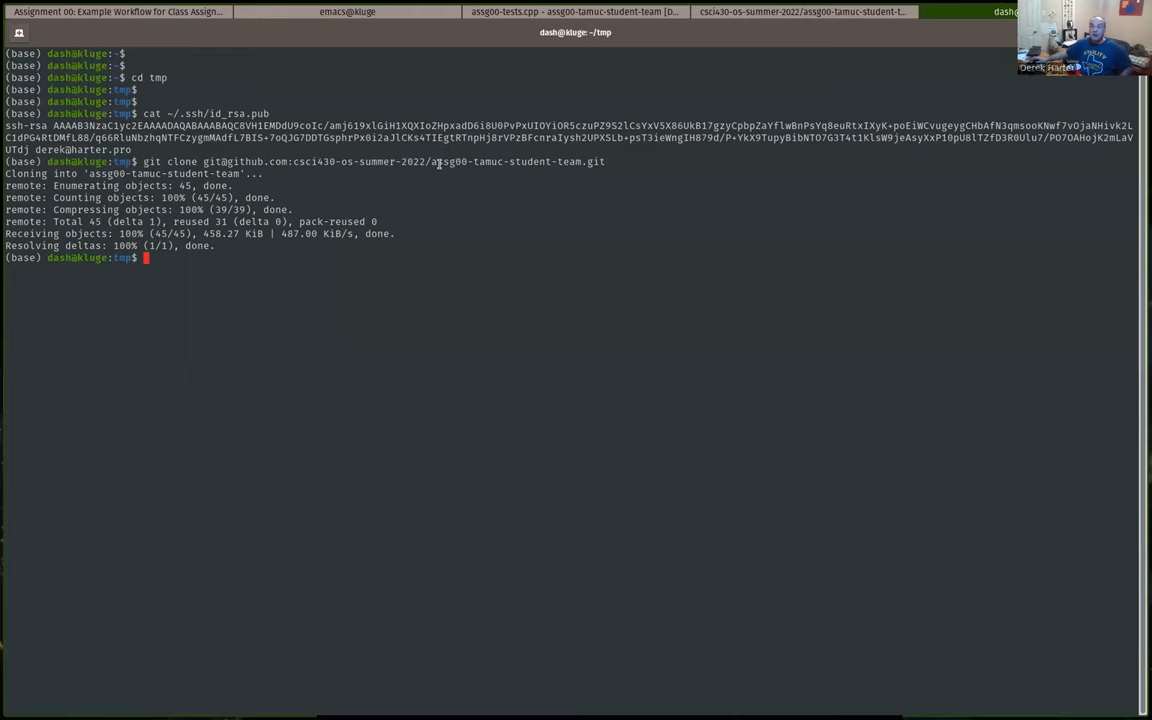 Assignment 00: Example Workflow for Class Assign...
emacs@kluge
assg00-tests.cpp - assg00-tamuc-student-team [D...
csci430-os-summer-2022/assg00-tamuc-student-t...
dash@
dash@kluge: ~/tmp
Derek Harter
(base) dash@kluge:~$
(base) dash@kluge:~$
(base) dash@kluge:~$ cd tmp
(base) dash@kluge:tmp$
(base) dash@kluge:tmp$
(base) dash@kluge:tmp$ cat ~/.ssh/id_rsa.pub
ssh-rsa
UTdj derek@harter.pro
(base) dash@kluge:tmp$ git clone git@github.com:csci430-os-summer-2022/assg00-tamuc-student-team.git
Cloning into 'assg00-tamuc-student-team'...
remote: Enumerating objects: 45, done.
remote: Counting objects: 100% (45/45), done.
remote: Compressing objects: 100% (39/39), done.
remote: Total 45 (delta 1), reused 31 (delta 0), pack-reused 0
Receiving objects: 100% (45/45), 458.27 KiB | 487.00 KiB/s, done.
Resolving deltas: 100% (1/1), done.
(base) dash@kluge:tmp$